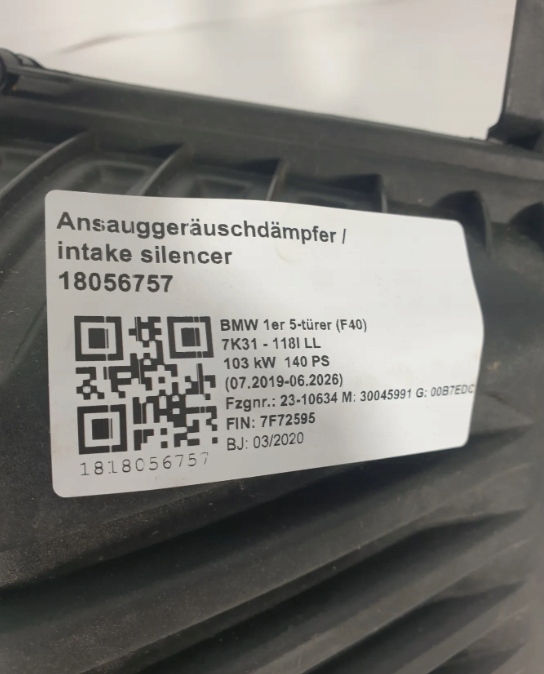 Ansauggeräuschdämpfer /
intake silencer
18056757
BMW 1er 5-türer (F40)
7K31 - 118I LL
103 kW 140 PS
(07.2019-06.2026)
Fzgnr.: 23-10634 M: 30045991 G: 00B7EDC
FIN: 7F72595
BJ: 03/2020
1818056757